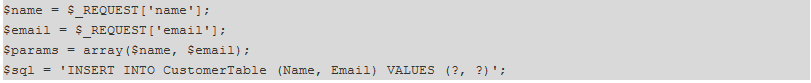 $name = $_REQUEST['name'];
$email = $_REQUEST['email'];
$params = array($name, $email);
$sql = 'INSERT INTO CustomerTable (Name, Email) VALUES (?, ?)';